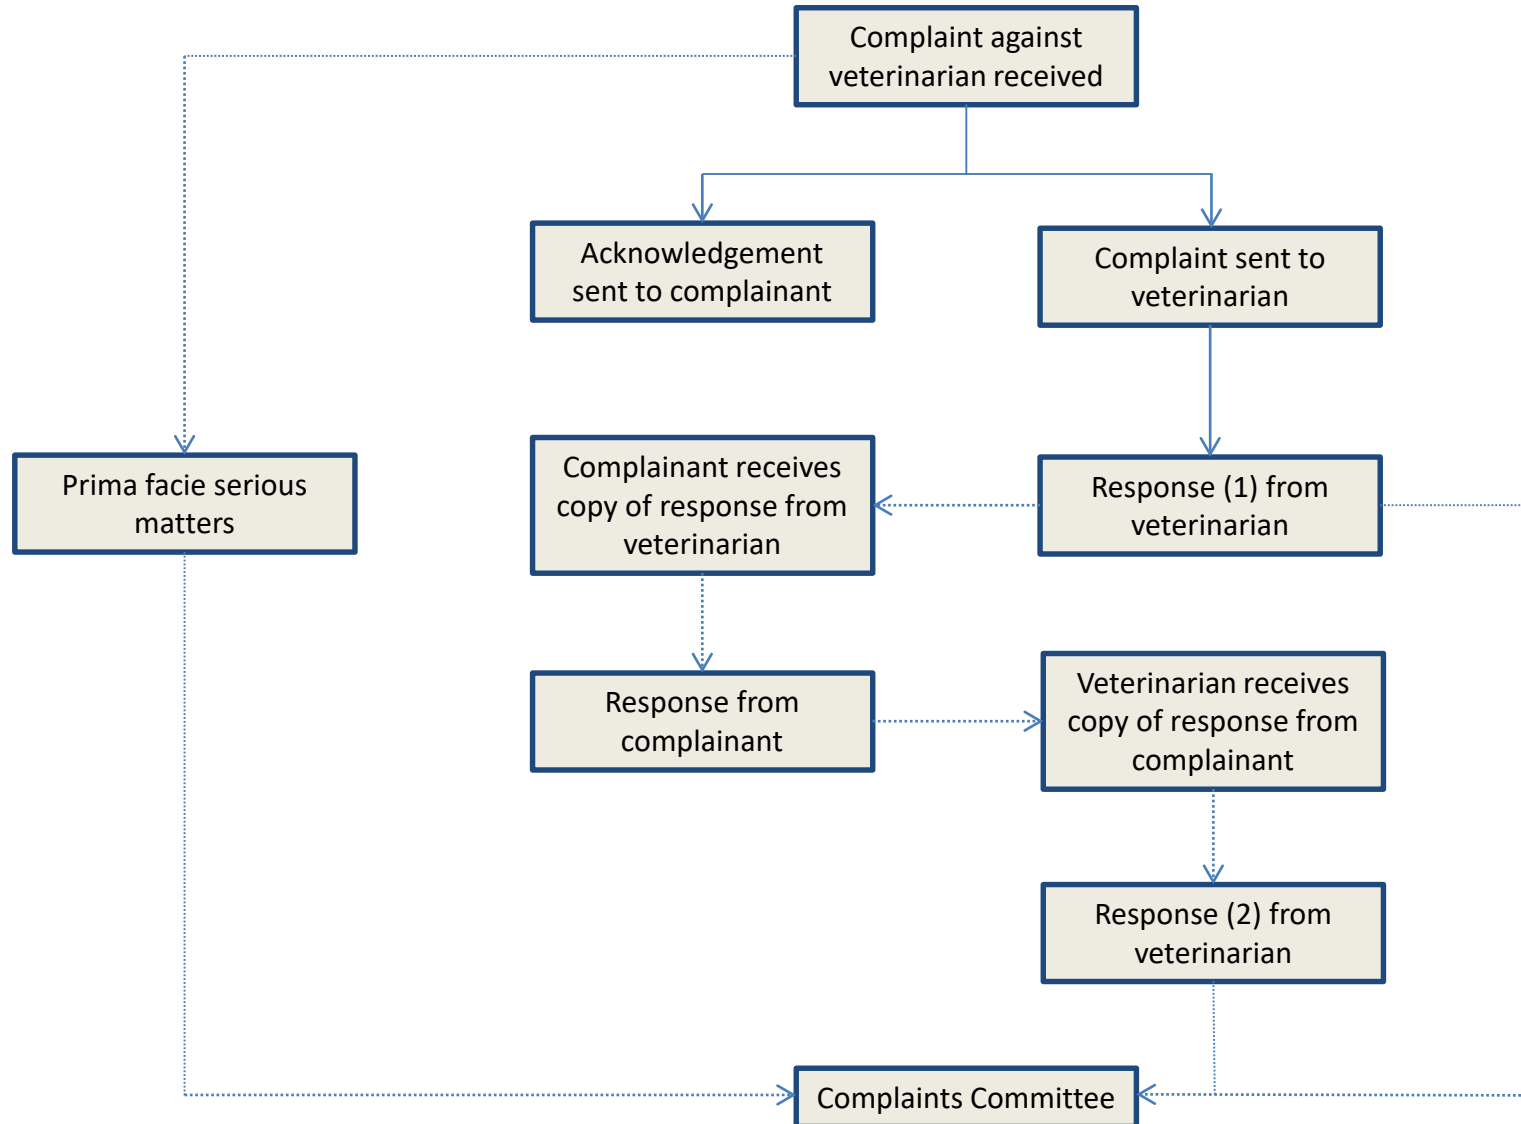 Complaint against
veterinarian received
Acknowledgement
sent to complainant
Complaint sent to
veterinarian
Prima facie serious
matters
Complainant receives
copy of response from
veterinarian
Response (1) from
veterinarian
Response from
complainant
Veterinarian receives
copy of response from
complainant
Response (2) from
veterinarian
Complaints Committee